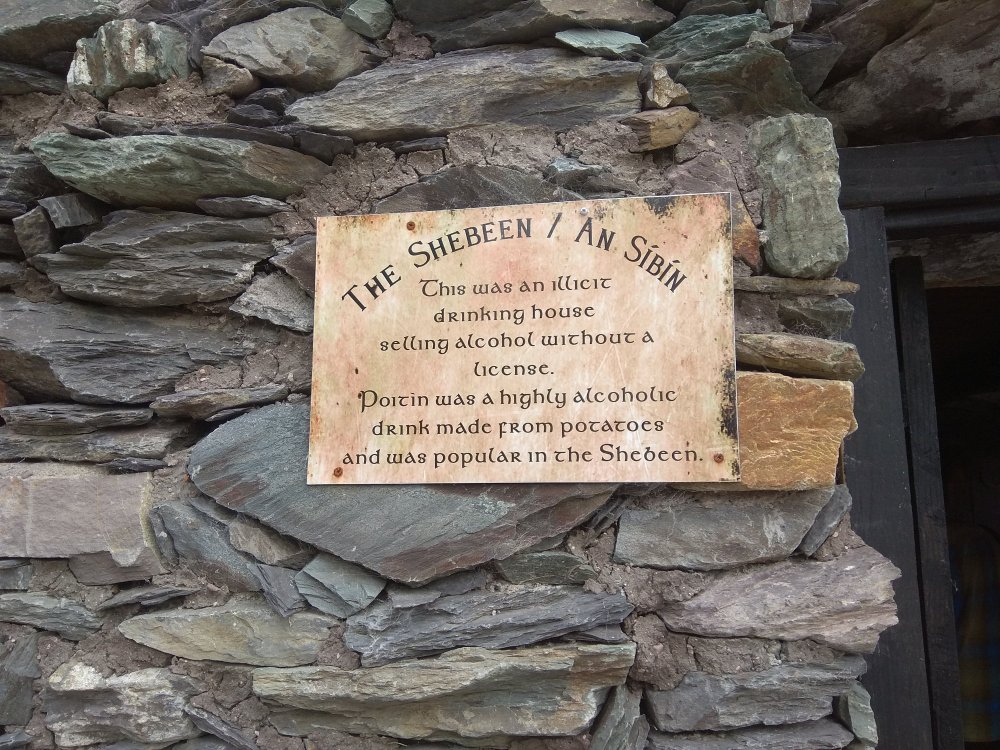 The Shebeen / An Síbín
This was an illicit
drinking house
selling alcohol without a
license.
Poitin was a highly alcoholic
drink made from potatoes
and was popular in the Shebeen.